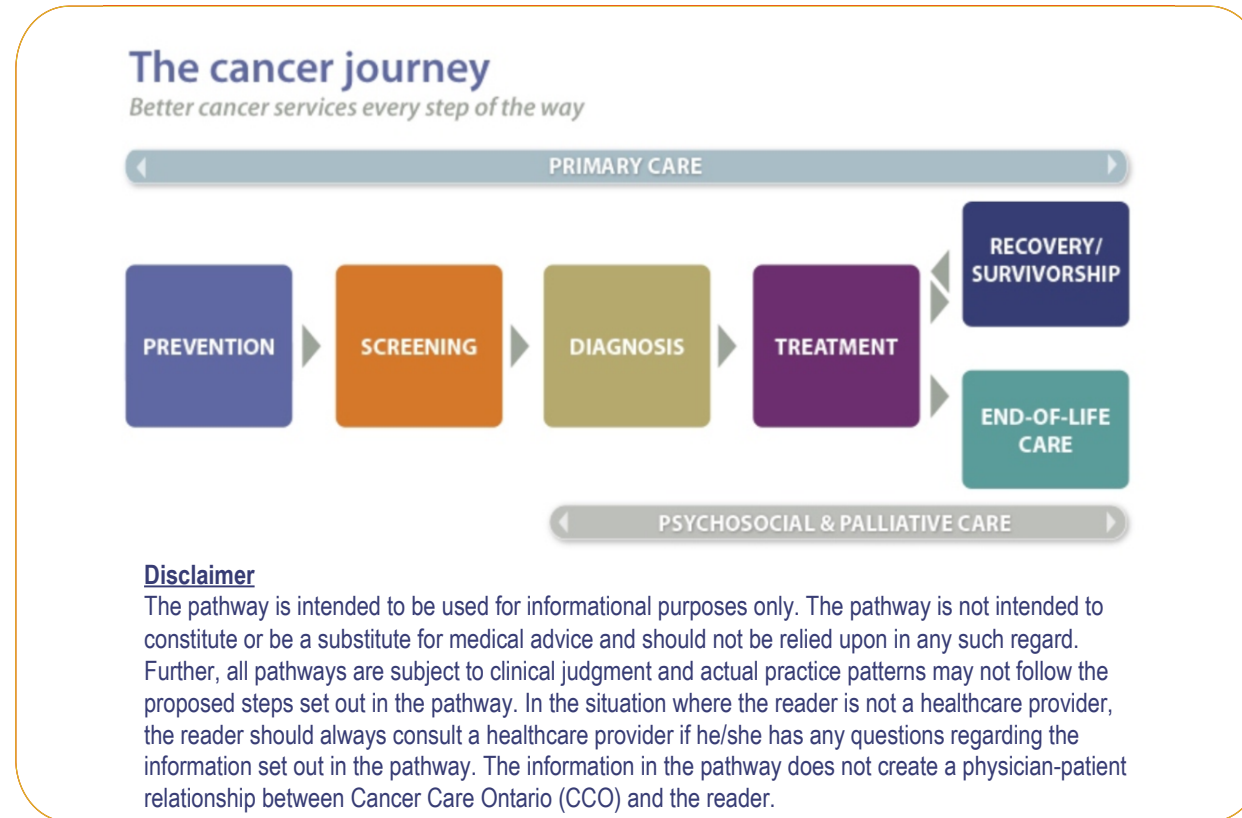 The cancer journey
Better cancer services every step of the way
PRIMARY CARE
PREVENTION
SCREENING
DIAGNOSIS
TREATMENT
RECOVERY/
SURVIVORSHIP
END-OF-LIFE
CARE
PSYCHOSOCIAL & PALLIATIVE CARE
Disclaimer
The pathway is intended to be used for informational purposes only. The pathway is not intended to
constitute or be a substitute for medical advice and should not be relied upon in any such regard.
Further, all pathways are subject to clinical judgment and actual practice patterns may not follow the
proposed steps set out in the pathway. In the situation where the reader is not a healthcare provider,
the reader should always consult a healthcare provider if he/she has any questions regarding the
information set out in the pathway. The information in the pathway does not create a physician-patient
relationship between Cancer Care Ontario (CCO) and the reader.